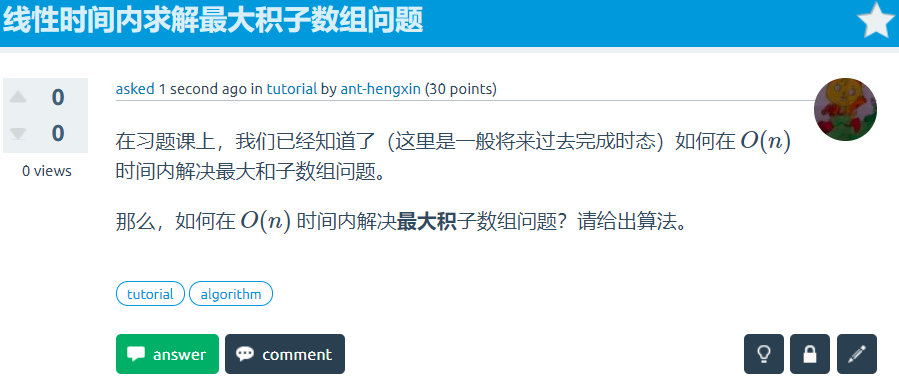 线性时间内求解最大积子数组问题
0
0
0 views
asked 1 second ago in tutorial by ant-hengxin (30 points)
在习题课上，我们已经知道了（这里是一般将来过去完成时态）如何在 O(n)
时间内解决最大和子数组问题。
那么，如何在 O(n) 时间内解决最大积子数组问题？请给出算法。
tutorial algorithm
answer comment